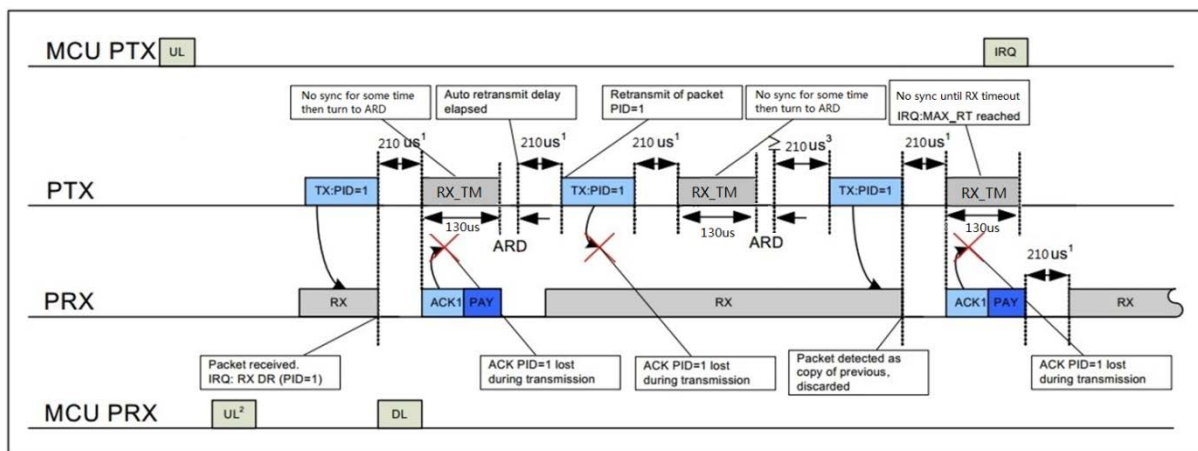 MCU PTX
UL
IRQ
No sync for some time
then turn to ARD
Auto retransmit delay
elapsed
Retransmit of packet
PID=1
No sync for some time
then turn to ARD
No sync until RX timeout
IRQ:MAX_RT reached
210 us¹
210us¹
210us¹
210us³
210us¹
PTX
TX:PID=1
RX_TM
TX:PID=1
RX_TM
TX:PID=1
RX_TM
130us
ARD
130us
ARD
130us
210us¹
PRX
RX
ACK1
PAY
RX
ACK1
PAY
RX
Packet received.
IRQ: RX DR (PID=1)
ACK PID=1 lost
during transmission
ACK PID=1 lost
during transmission
Packet detected as
copy of previous,
discarded
ACK PID=1 lost
during transmission
MCU PRX
UL²
DL